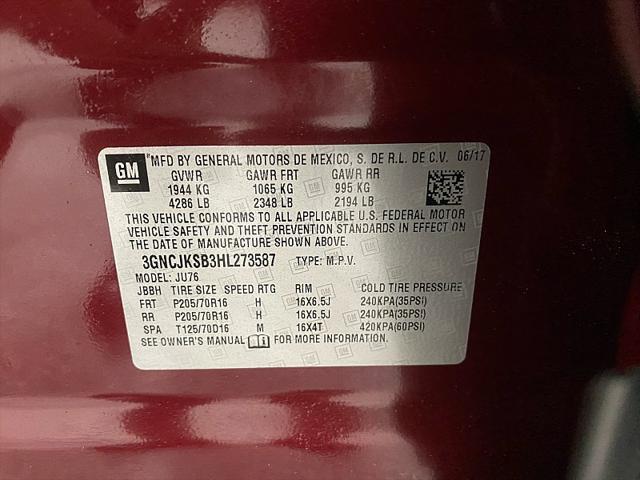 GM "MFD BY GENERAL MOTORS DE MEXICO, S. DE R.L. DE C.V. 06/17
GVWR GAWR FRT GAWR RR
1944 KG 1065 KG 995 KG
4286 LB 2348 LB 2194 LB
THIS VEHICLE CONFORMS TO ALL APPLICABLE U.S. FEDERAL MOTOR
VEHICLE SAFETY AND THEFT PREVENTION STANDARDS IN EFFECT ON
THE DATE OF MANUFACTURE SHOWN ABOVE.
3GNCJKSB3HL273587 TYPE: M.P.V.
MODEL: JU76
JBBH TIRE SIZE SPEED RTG RIM COLD TIRE PRESSURE
FRT P205/70R16 H 16X6.5J 240KPA(35PSI)
RR P205/70R16 H 16X6.5J 240KPA(35PSI)
SPA T125/70D16 M 16X4T 420KPA(60PSI)
SEE OWNER'S MANUAL FOR MORE INFORMATION.